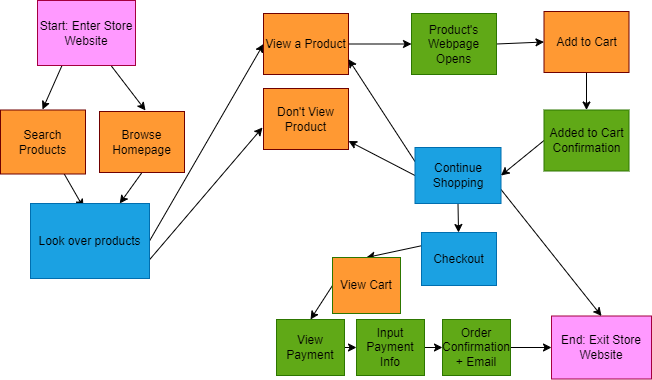 Start: Enter Store
Website
View a Product
Product's
Webpage
Opens
Add to Cart
Search
Products
Browse
Homepage
Don't View
Product
Added to Cart
Confirmation
Continue
Shopping
Look over products
Checkout
View Cart
View
Payment
Input
Payment
Info
Order
Confirmation
+ Email
End: Exit Store
Website